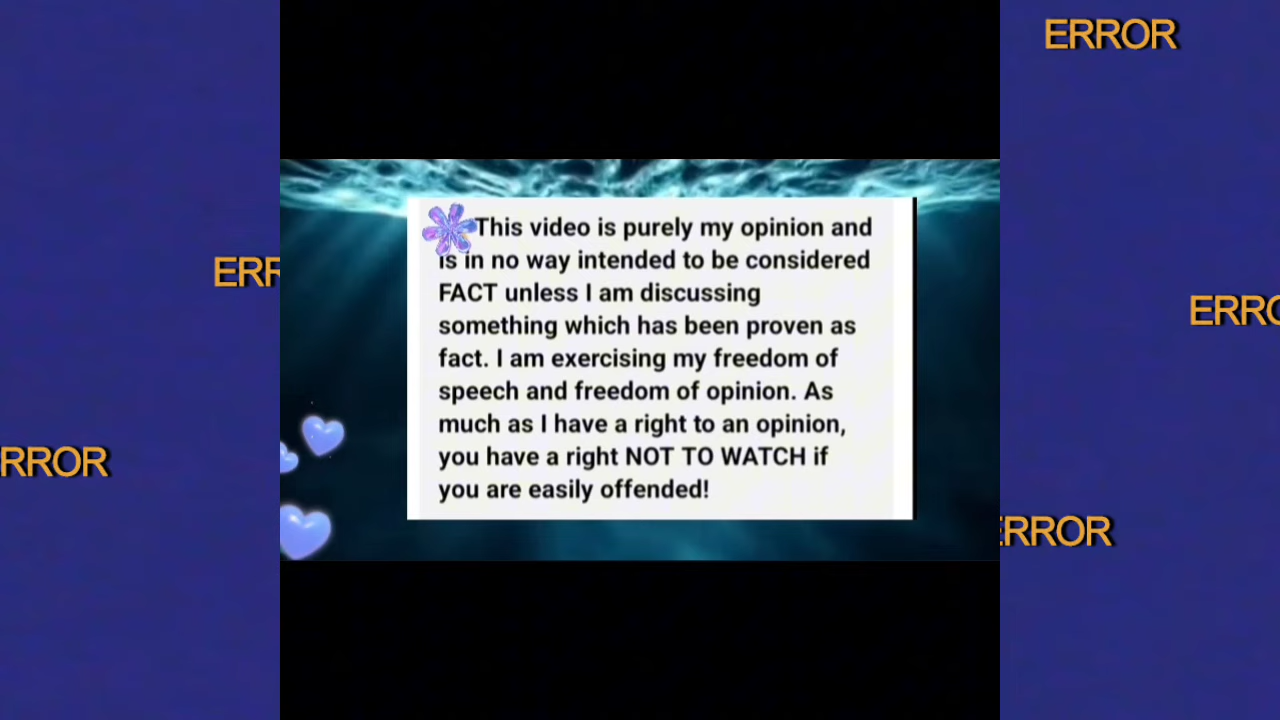 ERROR
This video is purely my opinion and
is in no way intended to be considered
FACT unless I am discussing
something which has been proven as
fact. I am exercising my freedom of
speech and freedom of opinion. As
much as I have a right to an opinion,
you have a right NOT TO WATCH if
you are easily offended!
ERR
ERRO
RROR
ERROR